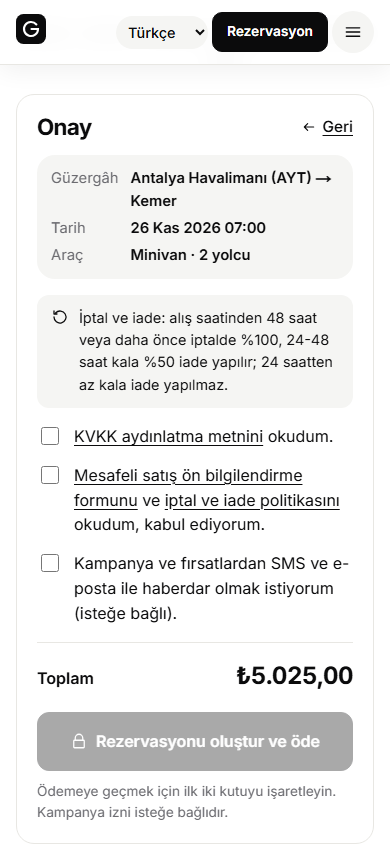 G
Türkçe
Rezervasyon
Onay
← Geri
Güzergâh Antalya Havalimanı (AYT) →
Kemer
Tarih 26 Kas 2026 07:00
Araç Minivan · 2 yolcu
İptal ve iade: alış saatinden 48 saat
veya daha önce iptalde %100, 24-48
saat kala %50 iade yapılır; 24 saatten
az kala iade yapılmaz.
KVKK aydınlatma metnini okudum.
Mesafeli satış ön bilgilendirme
formunu ve iptal ve iade politikasını
okudum, kabul ediyorum.
Kampanya ve fırsatlardan SMS ve e-
posta ile haberdar olmak istiyorum
(isteğe bağlı).
Toplam ₺5.025,00
Rezervasyonu oluştur ve öde
Ödemeye geçmek için ilk iki kutuyu işaretleyin.
Kampanya izni isteğe bağlıdır.